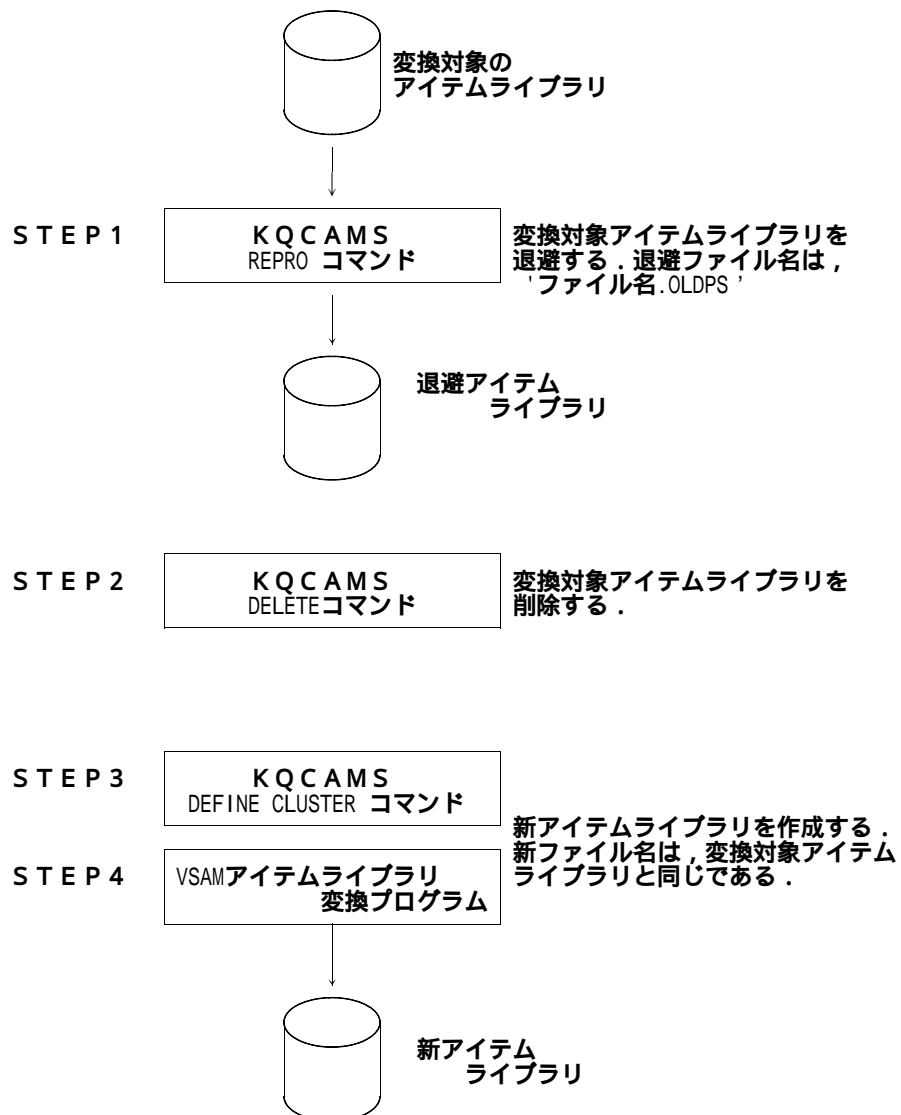 変換対象の
アイテムライブラリ
ＳＴＥＰ１
ＫＱＣＡＭＳ
REPRO コマンド
変換対象アイテムライブラリを
退避する．退避ファイル名は，
'ファイル名.OLDPS'
退避アイテム
ライブラリ
ＳＴＥＰ２
ＫＱＣＡＭＳ
DELETEコマンド
変換対象アイテムライブラリを
削除する．
ＳＴＥＰ３
ＫＱＣＡＭＳ
DEFINE CLUSTER コマンド
ＳＴＥＰ４
VSAMアイテムライブラリ
変換プログラム
新アイテムライブラリを作成する．
新ファイル名は，変換対象アイテム
ライブラリと同じである．
新アイテム
ライブラリ